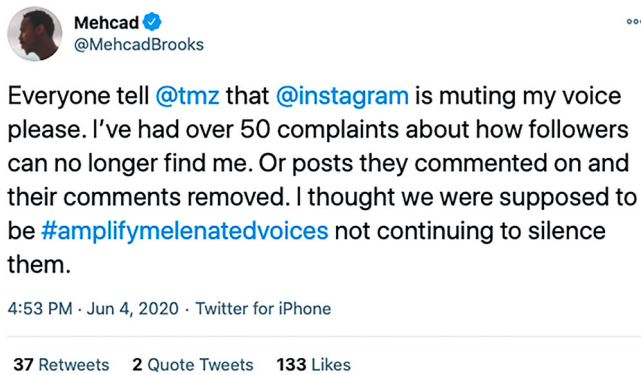 Mehcad
@MehcadBrooks
Everyone tell @tmz that @instagram is muting my voice
please. I've had over 50 complaints about how followers
can no longer find me. Or posts they commented on and
their comments removed. I thought we were supposed to
be #amplifymelenatedvoices not continuing to silence
them.
4:53 PM · Jun 4, 2020 · Twitter for iPhone
37 Retweets 2 Quote Tweets 133 Likes